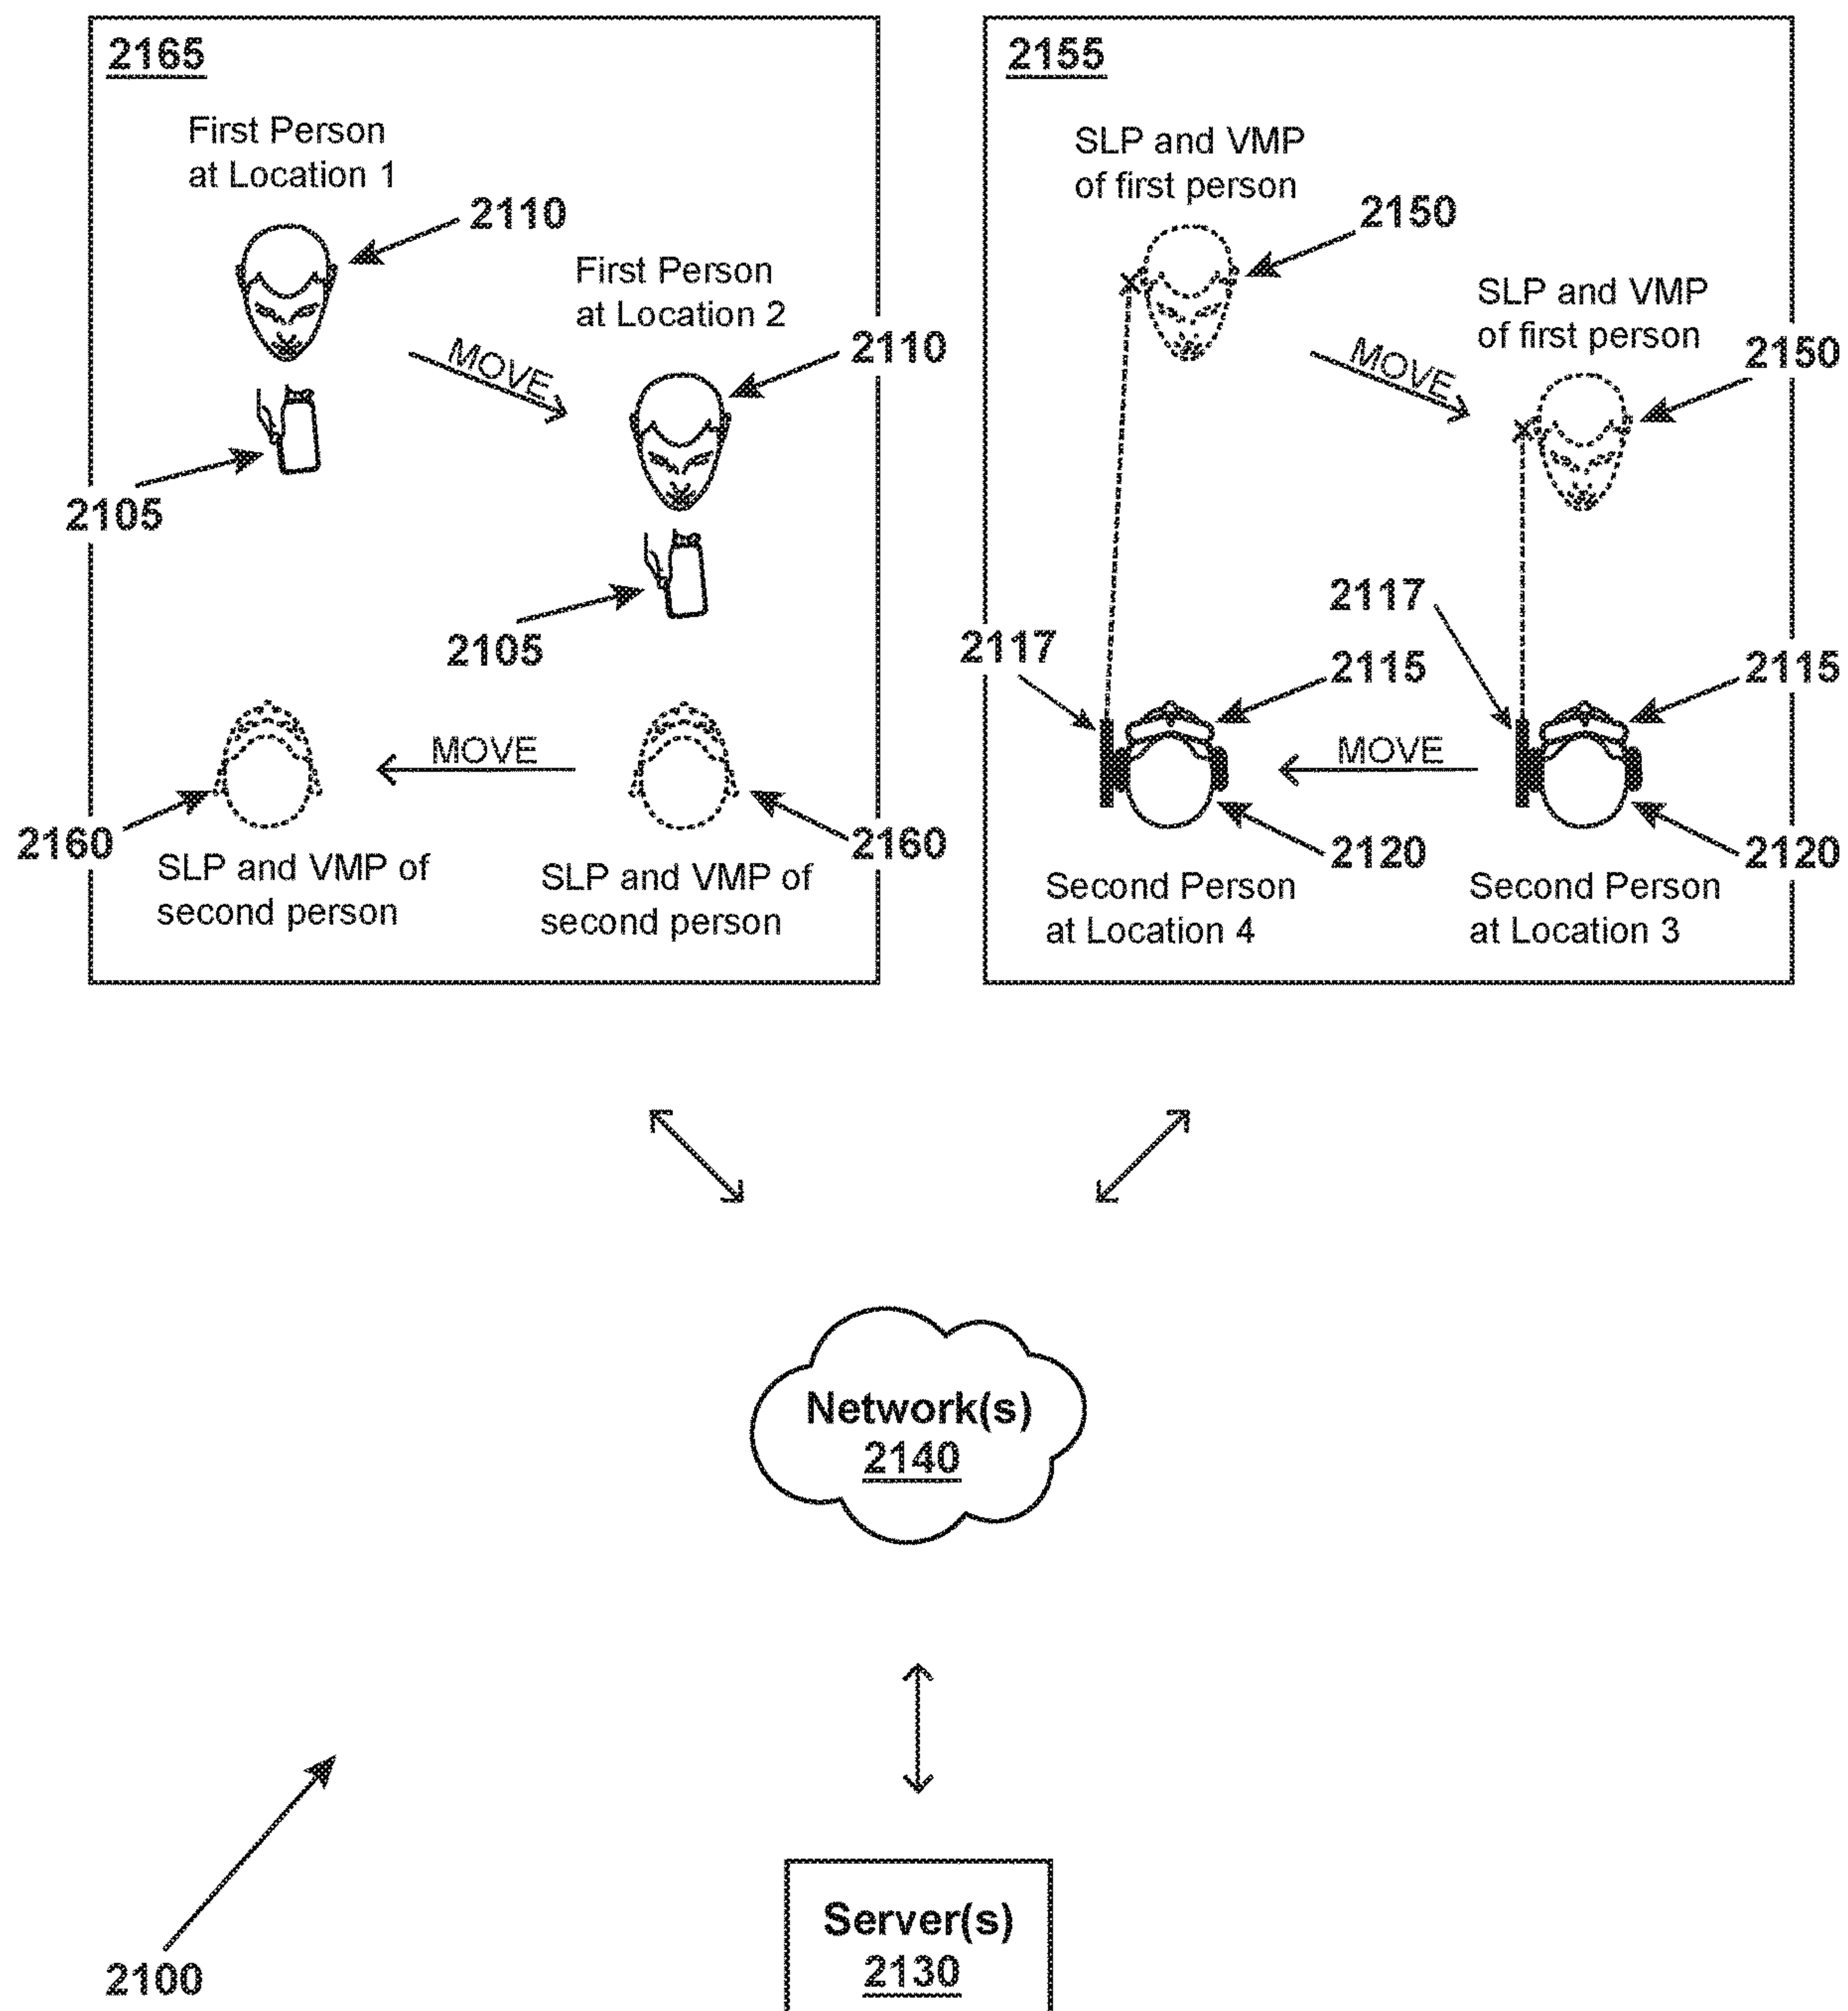 2165
First Person
at Location 1
2110
First Person
at Location 2
2110
MOVE
2105
2105
MOVE
2160
2160
SLP and VMP of
second person
SLP and VMP of
second person
2155
SLP and VMP
of first person
2150
SLP and VMP
of first person
2150
MOVE
2117
2117
2115
2115
MOVE
2120
2120
Second Person
at Location 4
Second Person
at Location 3
Network(s)
2140
2100
Server(s)
2130